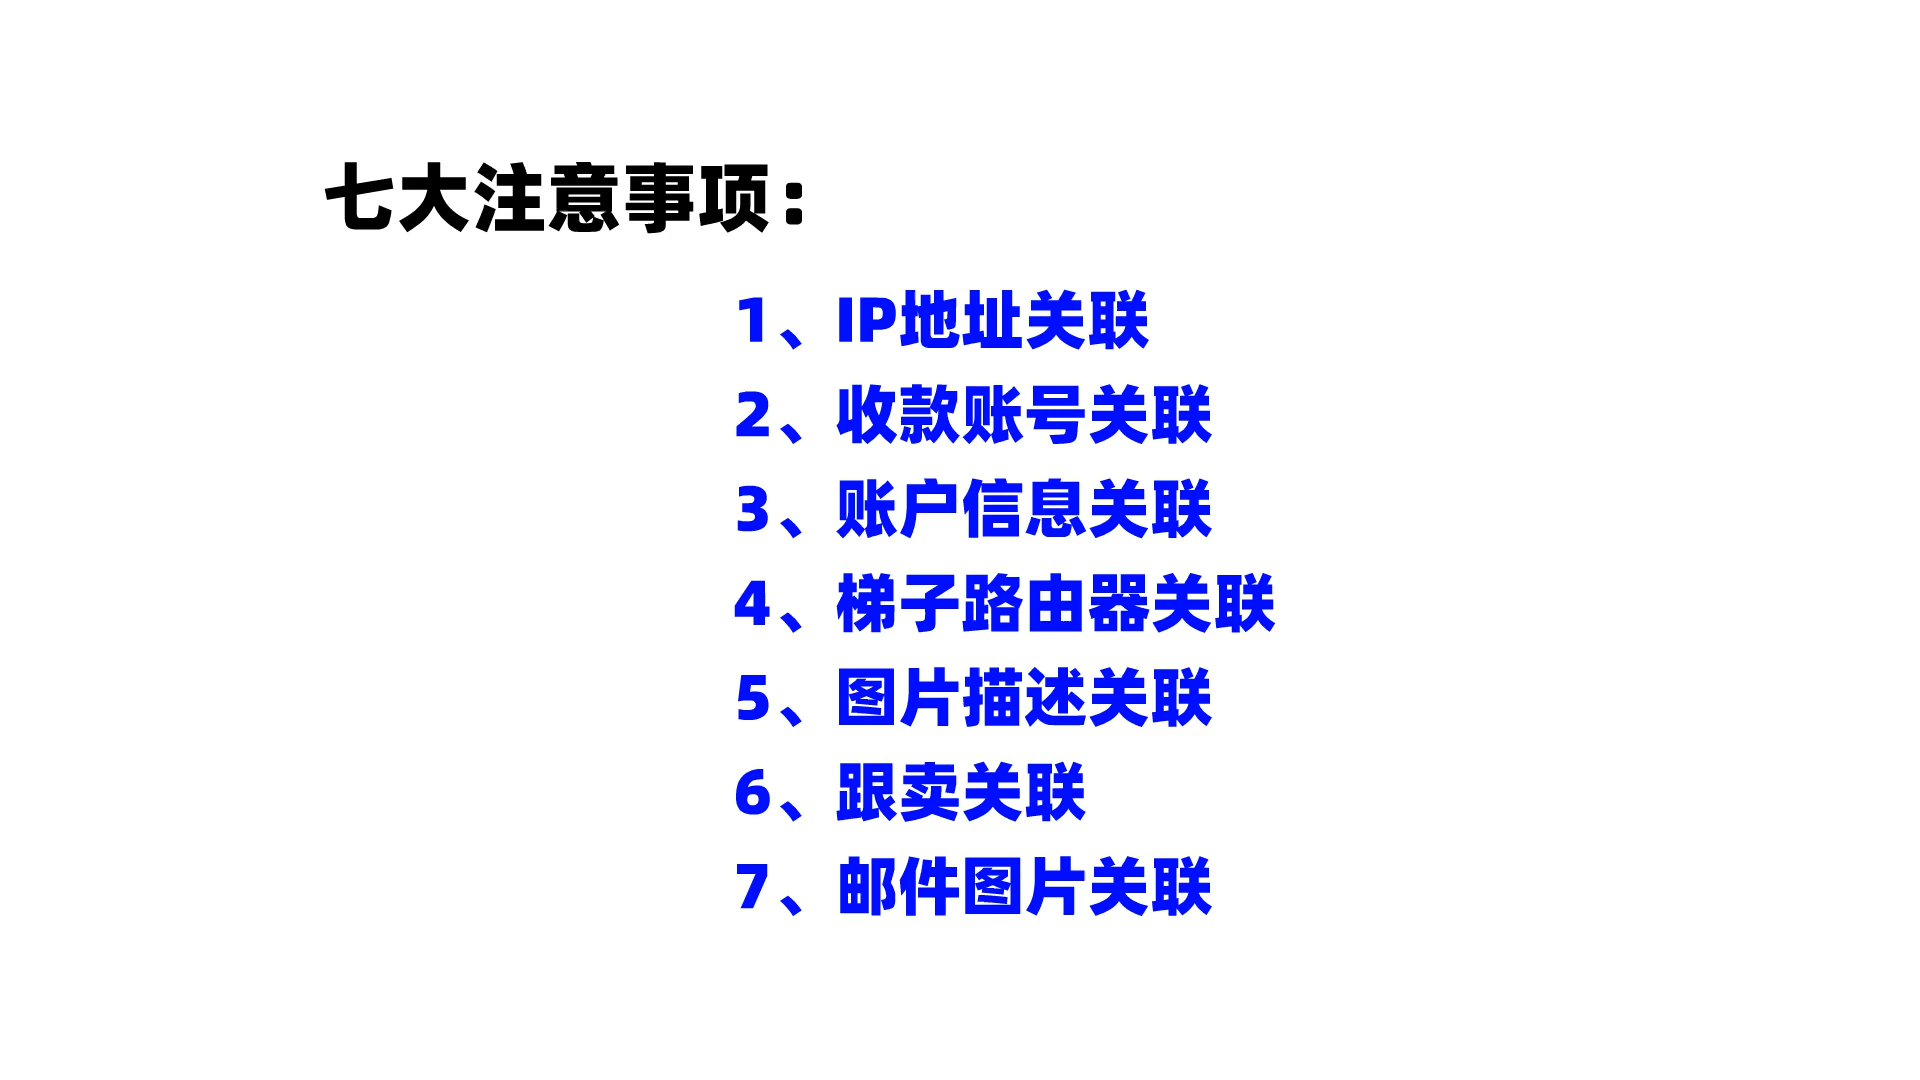 七大注意事项：
1、IP地址关联
2、收款账号关联
3、账户信息关联
4、梯子路由器关联
5、图片描述关联
6、跟卖关联
7、邮件图片关联